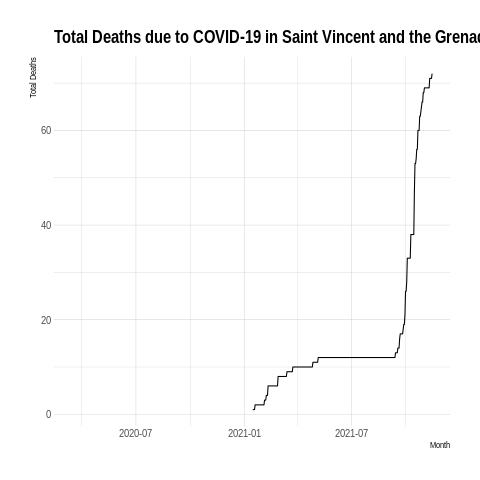 Total Deaths due to COVID-19 in Saint Vincent and the Grenad
Total Deaths
60
40
20
0
2020-07
2021-01
2021-07
Month